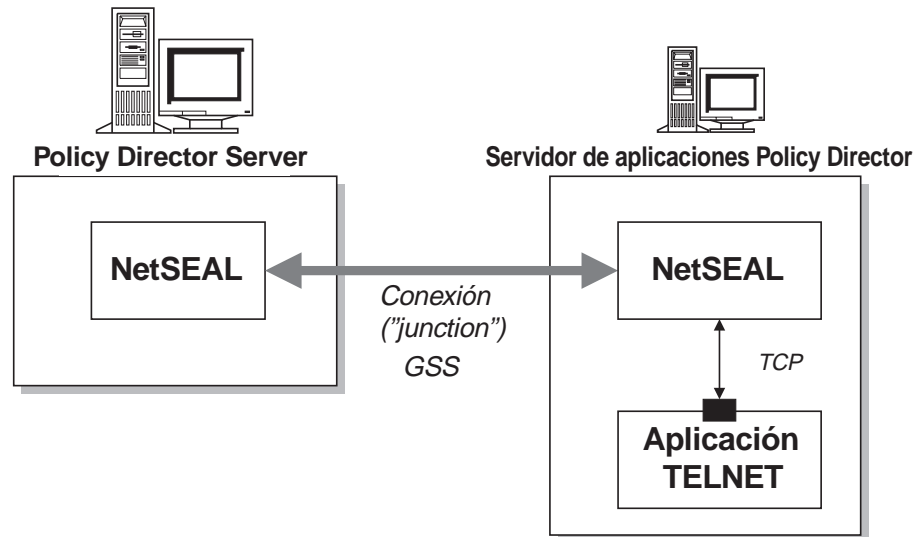 Policy Director Server
Servidor de aplicaciones Policy Director
NetSEAL
NetSEAL
Conexión
(”junction”)
GSS
TCP
Aplicación
TELNET